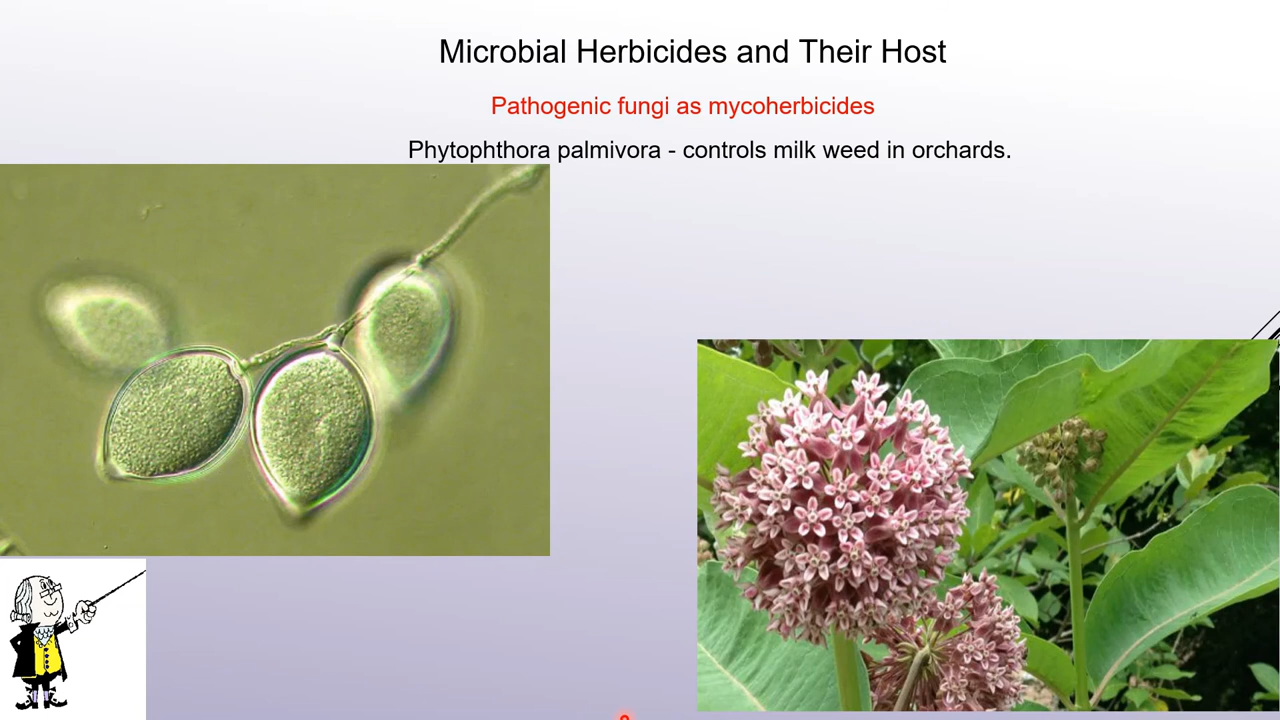 Microbial Herbicides and Their Host
Pathogenic fungi as mycoherbicides
Phytophthora palmivora - controls milk weed in orchards.